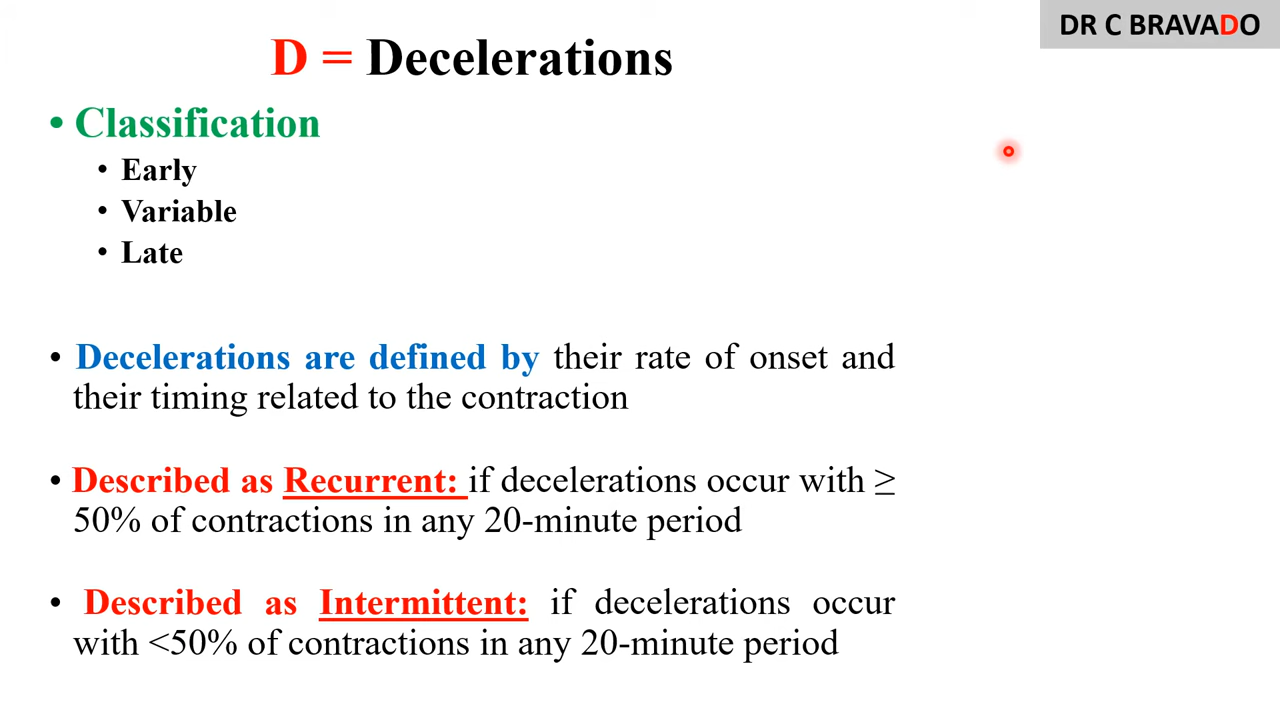 DR C BRAVADO
D = Decelerations
• Classification
• Early
• Variable
• Late
• Decelerations are defined by their rate of onset and
their timing related to the contraction
• Described as Recurrent: if decelerations occur with ≥
50% of contractions in any 20-minute period
• Described as Intermittent: if decelerations occur
with <50% of contractions in any 20-minute period